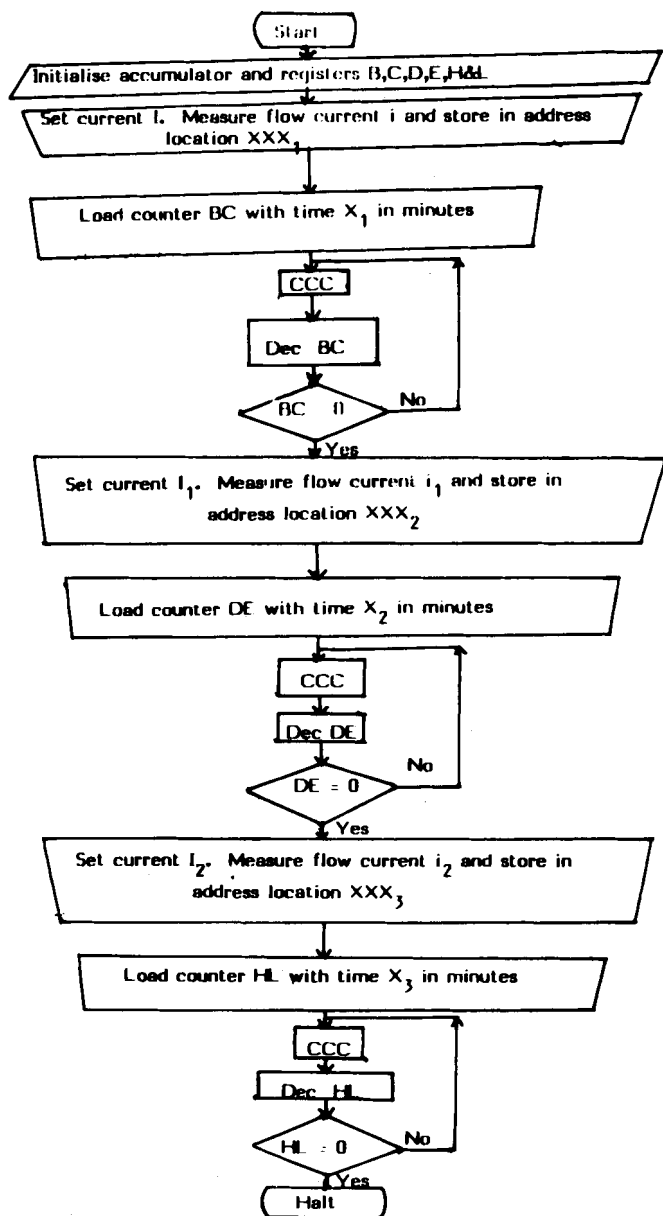 Start
Initialise accumulator and registers B,C,D,E,H&L
Set current I. Measure flow current i and store in address
location XXX₁
Load counter BC with time X₁ in minutes
CCC
Dec BC
BC 0
No
Yes
Set current I₁. Measure flow current i₁ and store in
address location XXX₂
Load counter DE with time X₂ in minutes
CCC
Dec DE
DE = 0
No
Yes
Set current I₂. Measure flow current i₂ and store in
address location XXX₃
Load counter HL with time X₃ in minutes
CCC
Dec HL
HL = 0
No
Yes
Halt